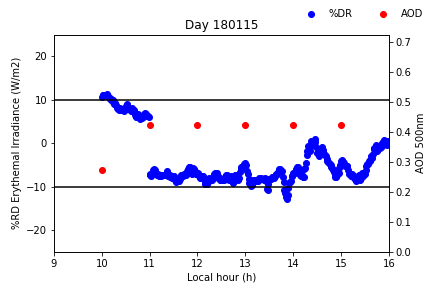 %DR AOD
Day 180115
%RD Erythemal Irradiance (W/m2)
20
10
0
−10
−20
0.7
0.6
0.5
0.4
0.3
0.2
0.1
0.0
AOD 500nm
9 10 11 12 13 14 15 16
Local hour (h)